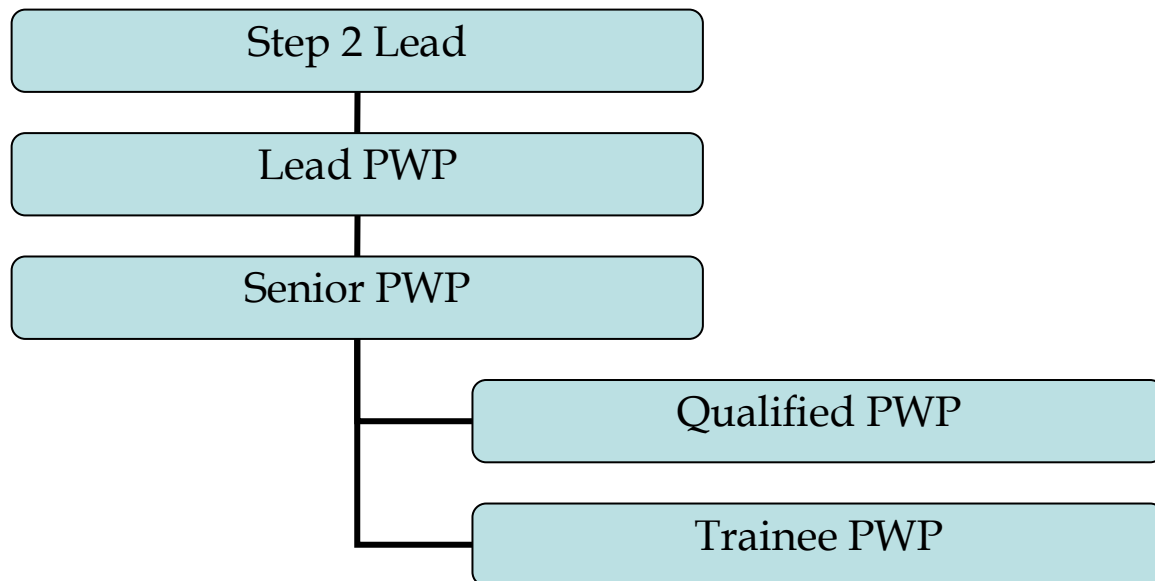 Step 2 Lead
Lead PWP
Senior PWP
Qualified PWP
Trainee PWP